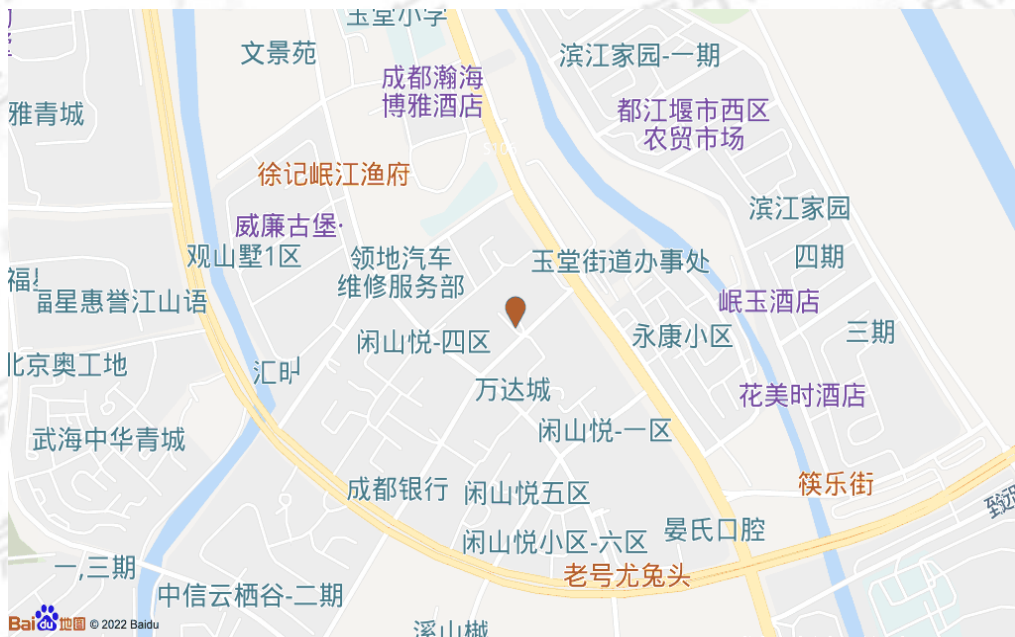 玉堂小学
文景苑
滨江家园-一期
成都瀚海
博雅酒店
雅青城
都江堰市西区
农贸市场
S106
徐记岷江渔府
滨江家园
威廉古堡·
观山墅1区
领地汽车
维修服务部
玉堂街道办事处
四期
福星惠誉江山语
岷玉酒店
闲山悦-四区
永康小区
三期
北京奥工地
万达城
花美时酒店
武海中华青城
闲山悦-一区
成都银行
闲山悦五区
筷乐街
闲山悦小区-六区
晏氏口腔
一,三期
老号尤兔头
中信云栖谷-二期
Bai du 地图 © 2022 Baidu